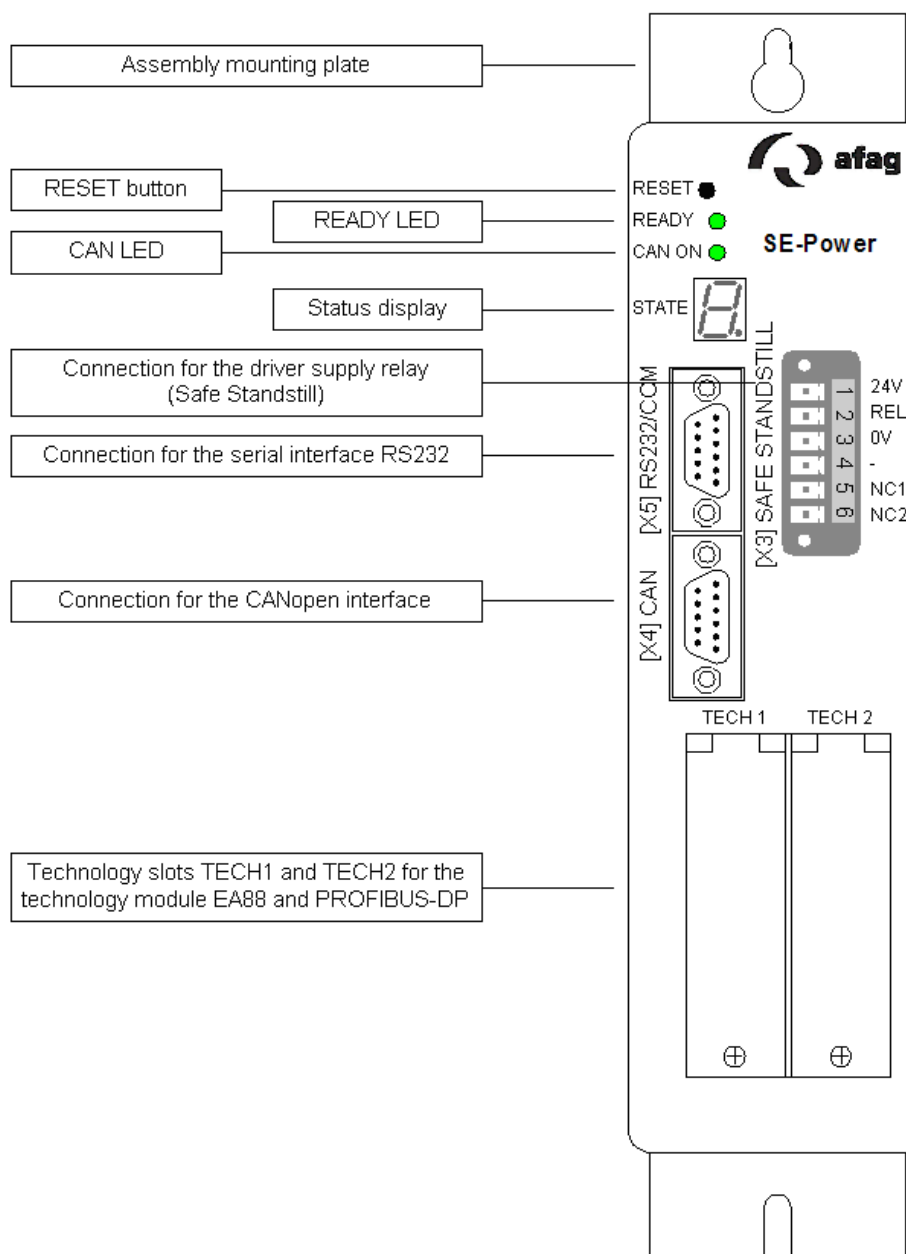 Assembly mounting plate
afag
RESET button
RESET
READY LED
READY
CAN LED
CAN ON
SE-Power
Status display
STATE
Connection for the driver supply relay
(Safe Standstill)
[X5] RS232/COM
[X3] SAFE STANDSTILL
1 24V
2 REL
3 0V
4 -
5 NC1
6 NC2
Connection for the serial interface RS232
Connection for the CANopen interface
[X4] CAN
TECH 1 TECH 2
Technology slots TECH1 and TECH2 for the
technology module EA88 and PROFIBUS-DP